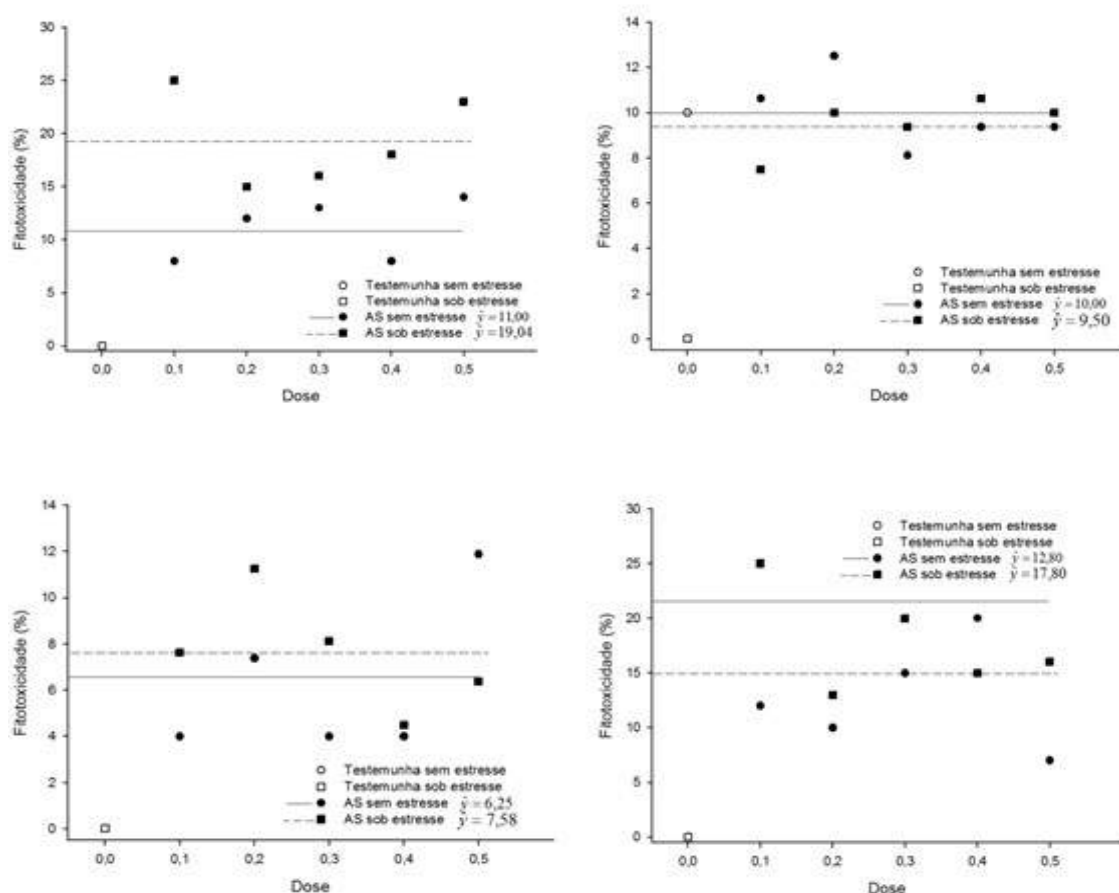 30
25
20
15
10
5
0
Fitotoxicidade (%)
Testemunha sem estresse
Testemunha sob estresse
AS sem estresse ŷ=11,00
AS sob estresse ŷ=19,04
0,0 0,1 0,2 0,3 0,4 0,5
Dose
14
12
10
8
6
4
2
0
Fitotoxicidade (%)
Testemunha sem estresse
Testemunha sob estresse
AS sem estresse ŷ=10,00
AS sob estresse ŷ=9,50
0,0 0,1 0,2 0,3 0,4 0,5
Dose
14
12
10
8
6
4
2
0
Fitotoxicidade (%)
Testemunha sem estresse
Testemunha sob estresse
AS sem estresse ŷ=6,25
AS sob estresse ŷ=7,58
0,0 0,1 0,2 0,3 0,4 0,5
Dose
30
25
20
15
10
5
0
Fitotoxicidade (%)
Testemunha sem estresse
Testemunha sob estresse
AS sem estresse ŷ=12,80
AS sob estresse ŷ=17,80
0,0 0,1 0,2 0,3 0,4 0,5
Dose